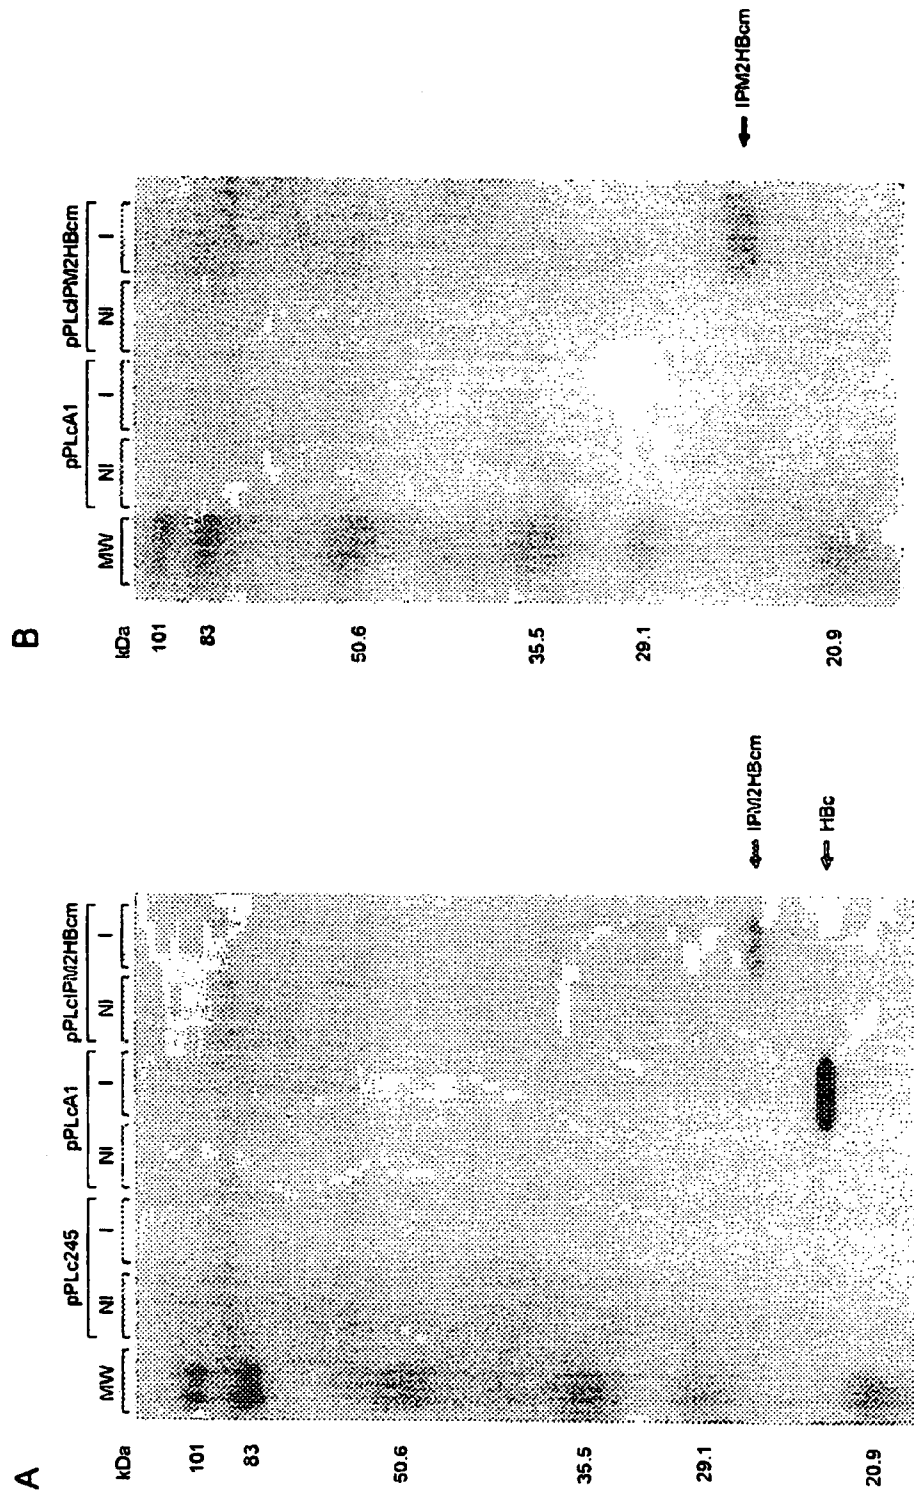 A
pPLc245 pPLcA1 pPLcIPM2HBcm
MW NI I NI I NI I
kDa
101
83
50.6
35.5
29.1
20.9
IPM2HBcm
HBc
B
pPLcA1 pPLcIPM2HBcm
MW NI I NI I
kDa
101
83
50.6
35.5
29.1
20.9
IPM2HBcm